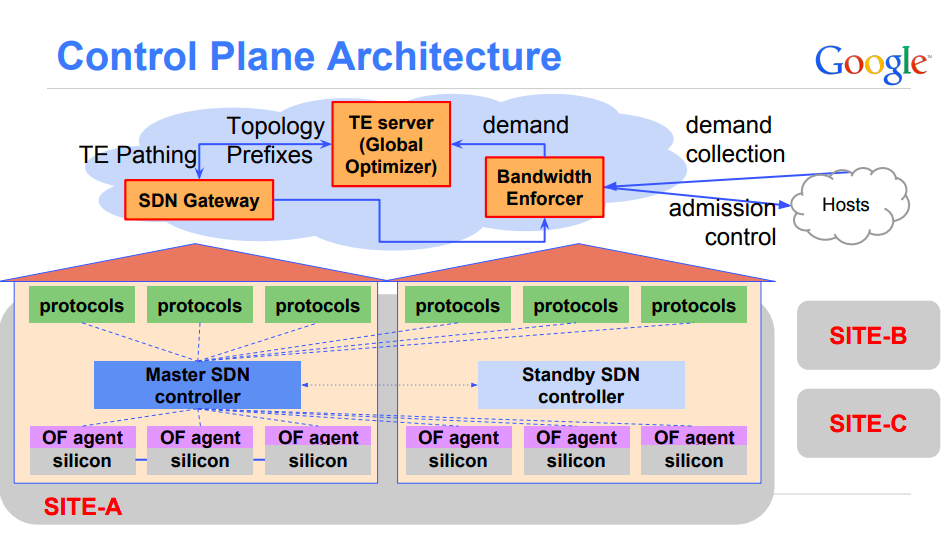 Control Plane Architecture
Google™
TE Pathing
Topology
Prefixes
TE server
(Global
Optimizer)
demand
demand
collection
SDN Gateway
Bandwidth
Enforcer
admission
control
Hosts
protocols protocols protocols protocols protocols protocols
Master SDN
controller
Standby SDN
controller
OF agent OF agent OF agent OF agent OF agent OF agent
silicon silicon silicon silicon silicon silicon
SITE-A
SITE-B
SITE-C